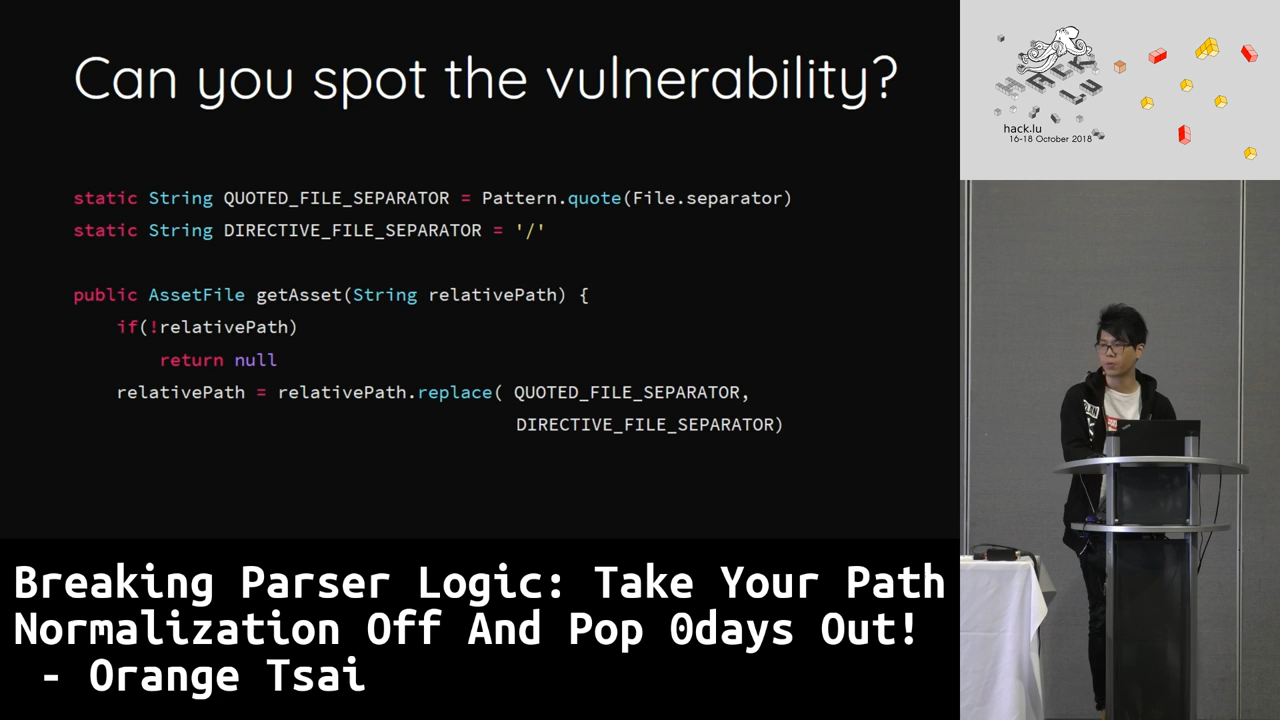 Can you spot the vulnerability?
static String QUOTED_FILE_SEPARATOR = Pattern.quote(File.separator)
static String DIRECTIVE_FILE_SEPARATOR = '/'
public AssetFile getAsset(String relativePath) {
if(!relativePath)
return null
relativePath = relativePath.replace( QUOTED_FILE_SEPARATOR,
DIRECTIVE_FILE_SEPARATOR)
HACK
LU
hack.lu
16-18 October 2018
Breaking Parser Logic: Take Your Path
Normalization Off And Pop 0days Out!
- Orange Tsai